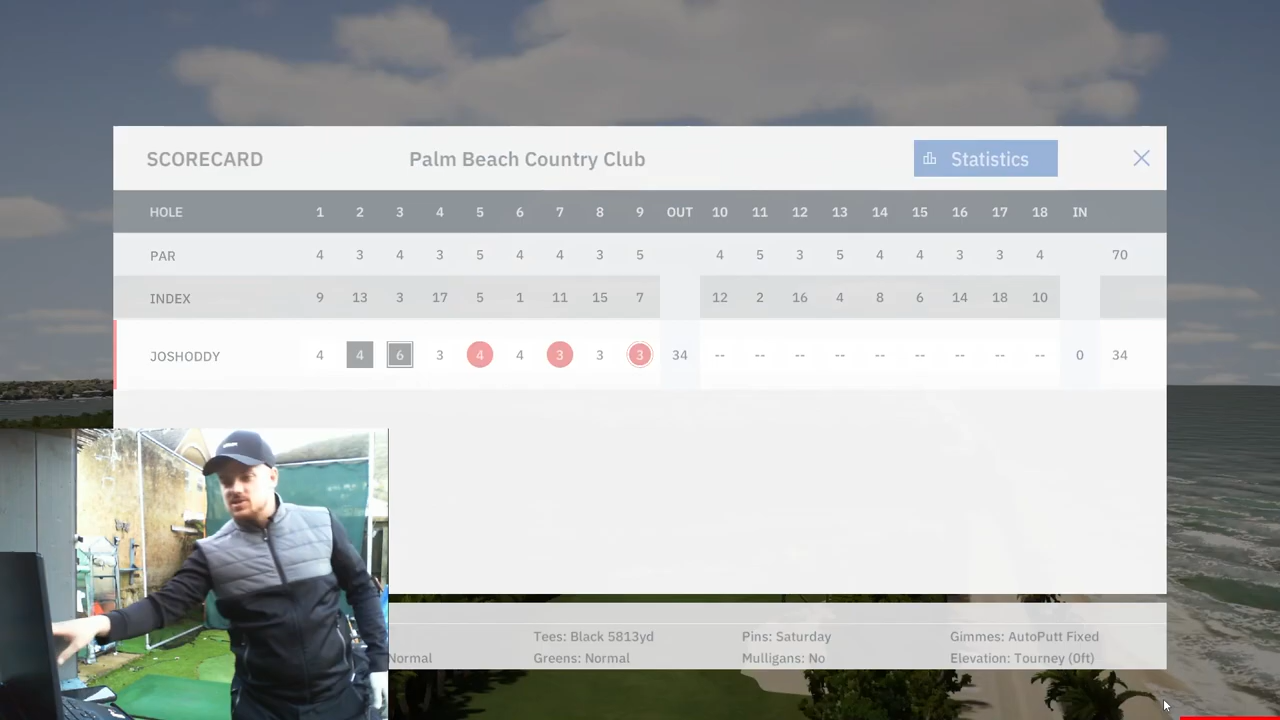 SCORECARD Palm Beach Country Club Statistics
HOLE 1 2 3 4 5 6 7 8 9 OUT 10 11 12 13 14 15 16 17 18 IN
PAR 4 3 4 3 5 4 4 3 5 4 5 3 5 4 4 3 3 4 70
INDEX 9 13 3 17 5 1 11 15 7 12 2 16 4 8 6 14 18 10
JOSHODDY 4 4 6 3 4 4 3 3 3 34 -- -- -- -- -- -- -- -- -- 0 34
Tees: Black 5813yd Pins: Saturday Gimmes: AutoPutt Fixed
Normal Greens: Normal Mulligans: No Elevation: Tourney (0ft)